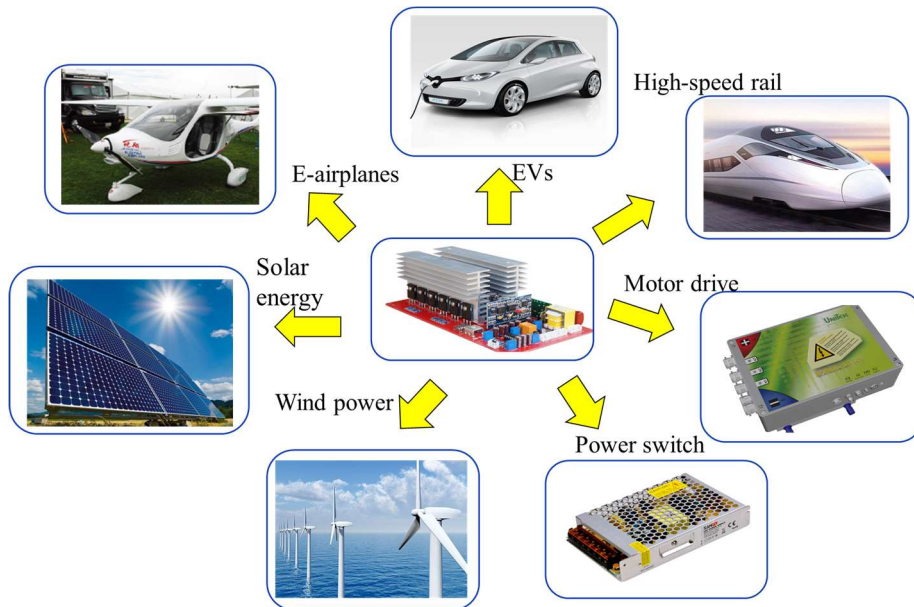 High-speed rail
E-airplanes
EVs
Solar
energy
Motor drive
Wind power
Power switch